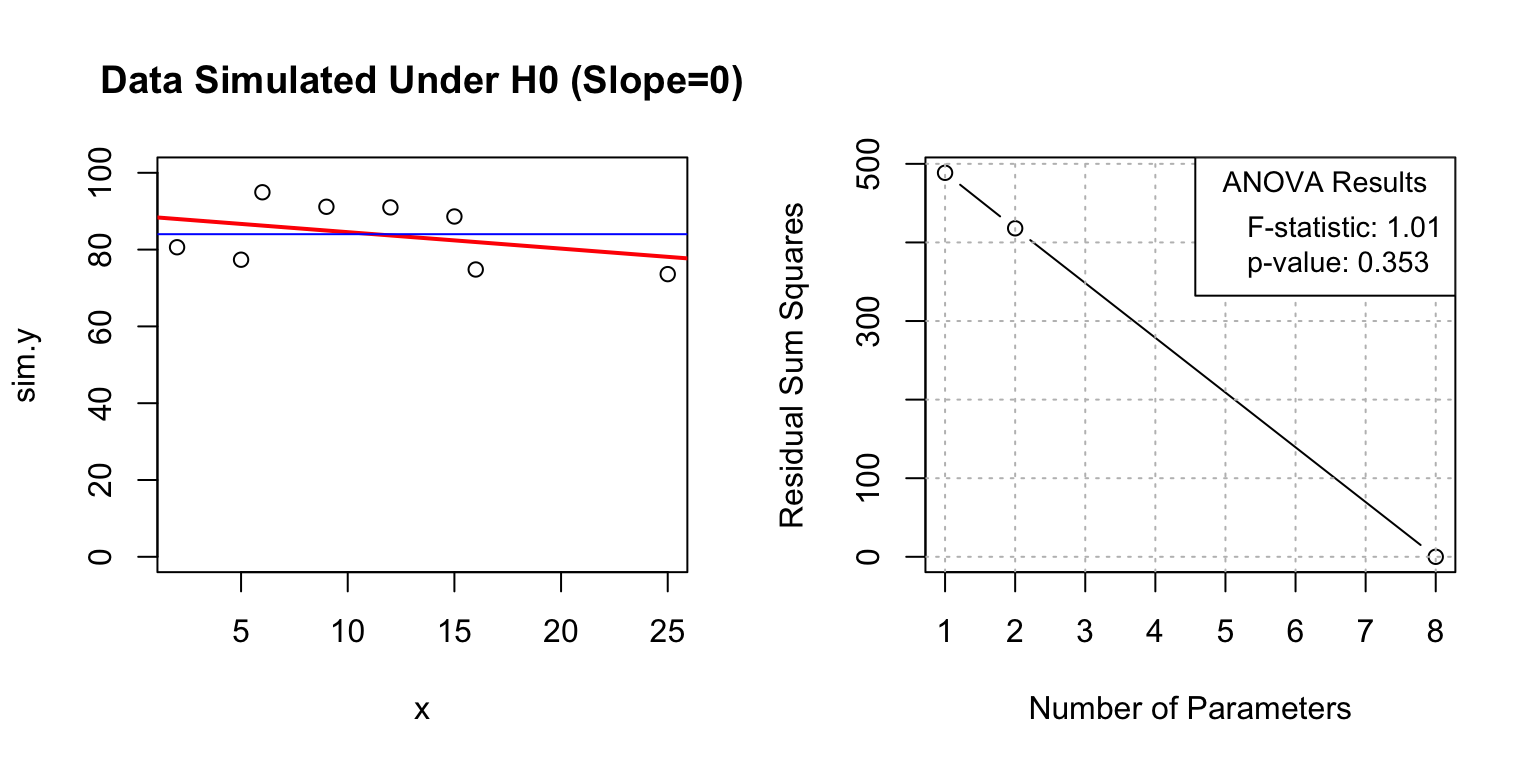 Data Simulated Under H0 (Slope=0)
sim.y
100
80
60
40
20
0
5 10 15 20 25
x
Residual Sum Squares
500
300
100
0
ANOVA Results
F-statistic: 1.01
p-value: 0.353
1 2 3 4 5 6 7 8
Number of Parameters